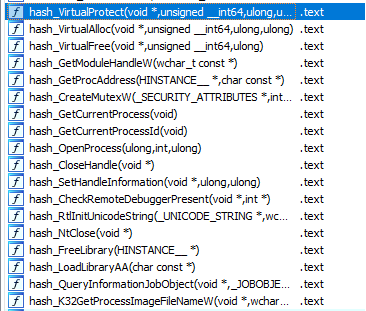 hash_VirtualProtect(void *,unsigned __int64,ulong,u... .text
hash_VirtualAlloc(void *,unsigned __int64,ulong,ulong) .text
hash_VirtualFree(void *,unsigned __int64,ulong) .text
hash_GetModuleHandleW(wchar_t const *) .text
hash_GetProcAddress(HINSTANCE__ *,char const *) .text
hash_CreateMutexW(_SECURITY_ATTRIBUTES *,int... .text
hash_GetCurrentProcess(void) .text
hash_GetCurrentProcessId(void) .text
hash_OpenProcess(ulong,int,ulong) .text
hash_CloseHandle(void *) .text
hash_SetHandleInformation(void *,ulong,ulong) .text
hash_CheckRemoteDebuggerPresent(void *,int *) .text
hash_RtlInitUnicodeString(_UNICODE_STRING *,wc... .text
hash_NtClose(void *) .text
hash_FreeLibrary(HINSTANCE__ *) .text
hash_LoadLibraryAA(char const *) .text
hash_QueryInformationJobObject(void *,_JOBOBJE... .text
hash_K32GetProcessImageFileNameW(void *,wchar... .text